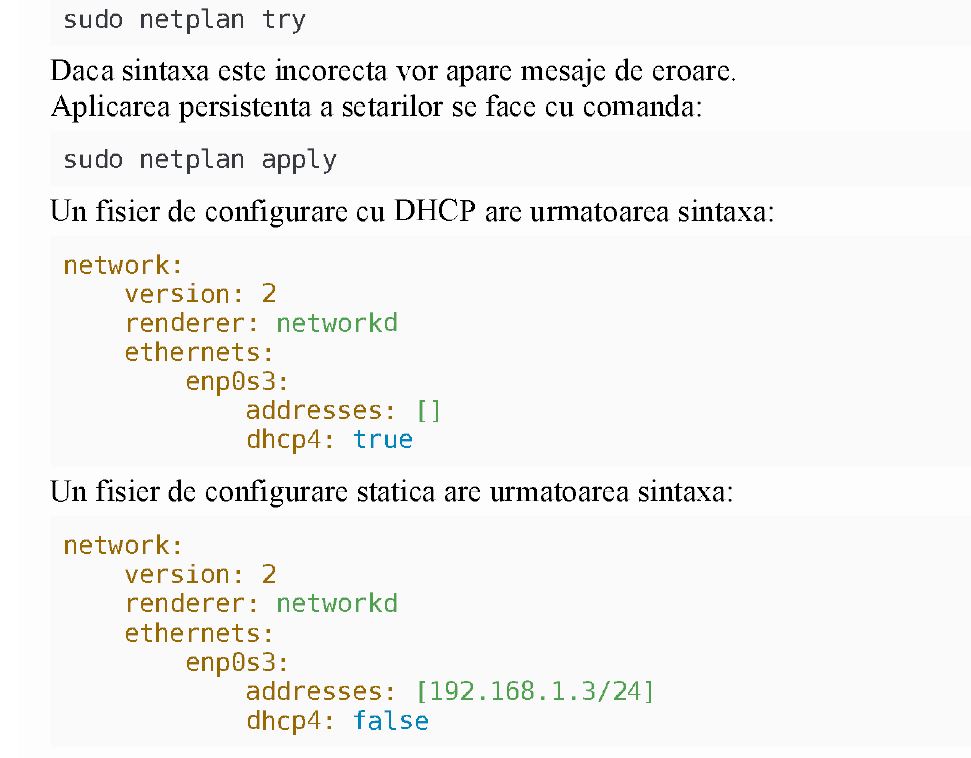 sudo netplan try
Daca sintaxa este incorecta vor apare mesaje de eroare.
Aplicarea persistenta a setarilor se face cu comanda:
sudo netplan apply
Un fisier de configurare cu DHCP are urmatoarea sintaxa:
network:
    version: 2
    renderer: networkd
    ethernets:
        enp0s3:
            addresses: []
            dhcp4: true
Un fisier de configurare statica are urmatoarea sintaxa:
network:
    version: 2
    renderer: networkd
    ethernets:
        enp0s3:
            addresses: [192.168.1.3/24]
            dhcp4: false